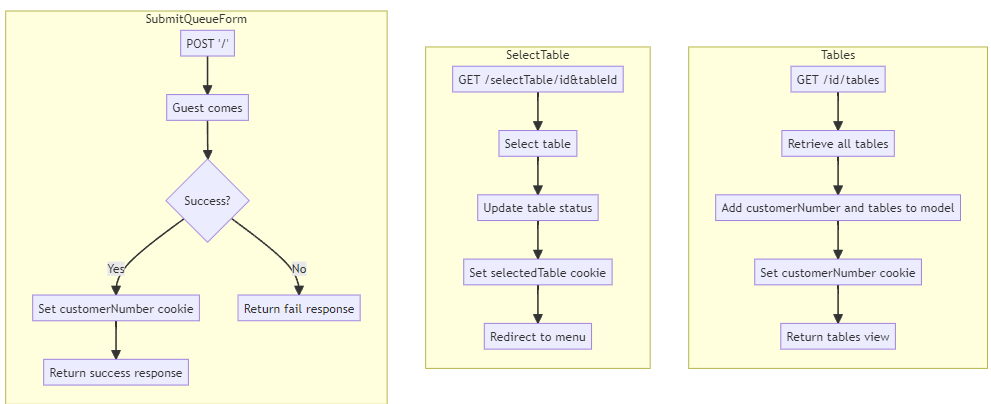 SubmitQueueForm
POST '/'
Guest comes
Success?
Yes
No
Set customerNumber cookie
Return fail response
Return success response
SelectTable
GET /selectTable/id&tableId
Select table
Update table status
Set selectedTable cookie
Redirect to menu
Tables
GET /id/tables
Retrieve all tables
Add customerNumber and tables to model
Set customerNumber cookie
Return tables view